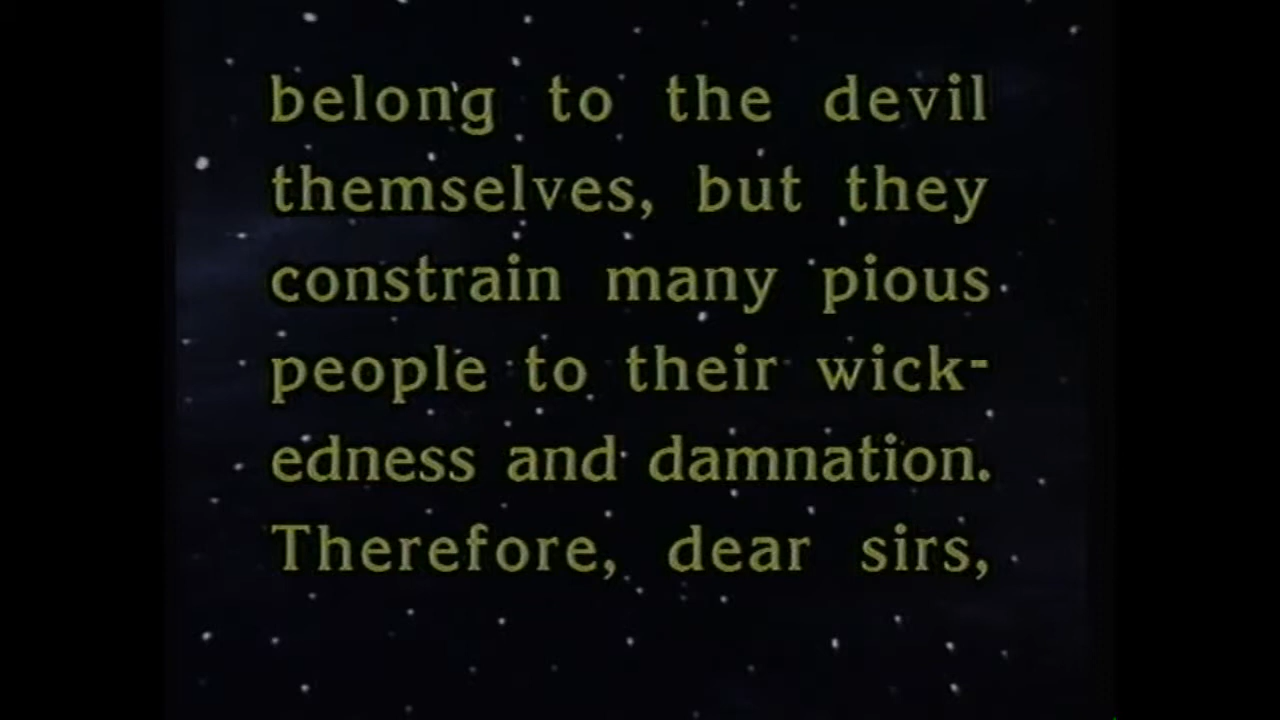 belong to the devil
themselves, but they
constrain many pious
people to their wick-
edness and damnation.
Therefore, dear sirs,